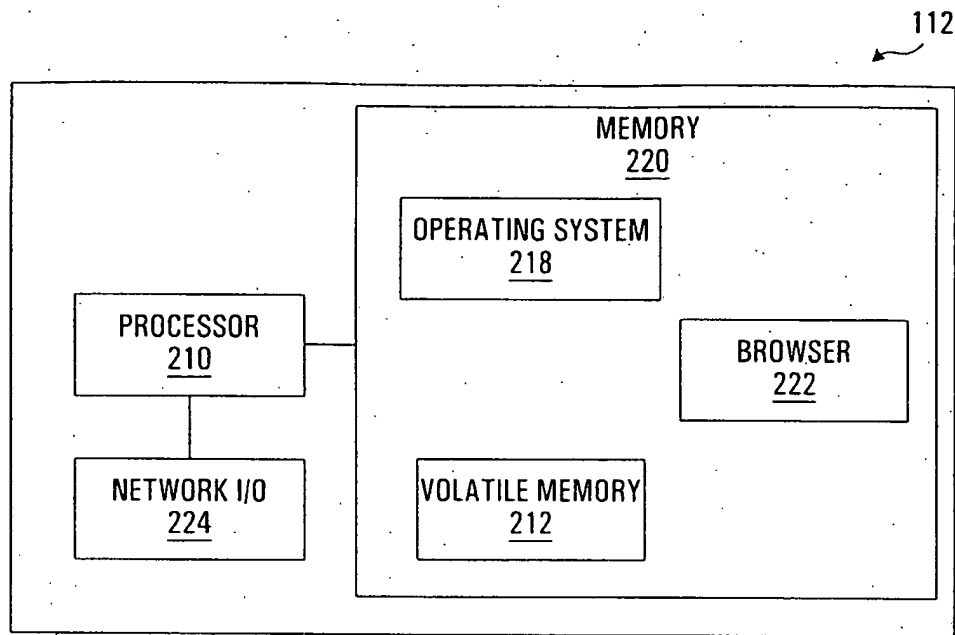 112
MEMORY
220
OPERATING SYSTEM
218
PROCESSOR
210
BROWSER
222
NETWORK I/O
224
VOLATILE MEMORY
212